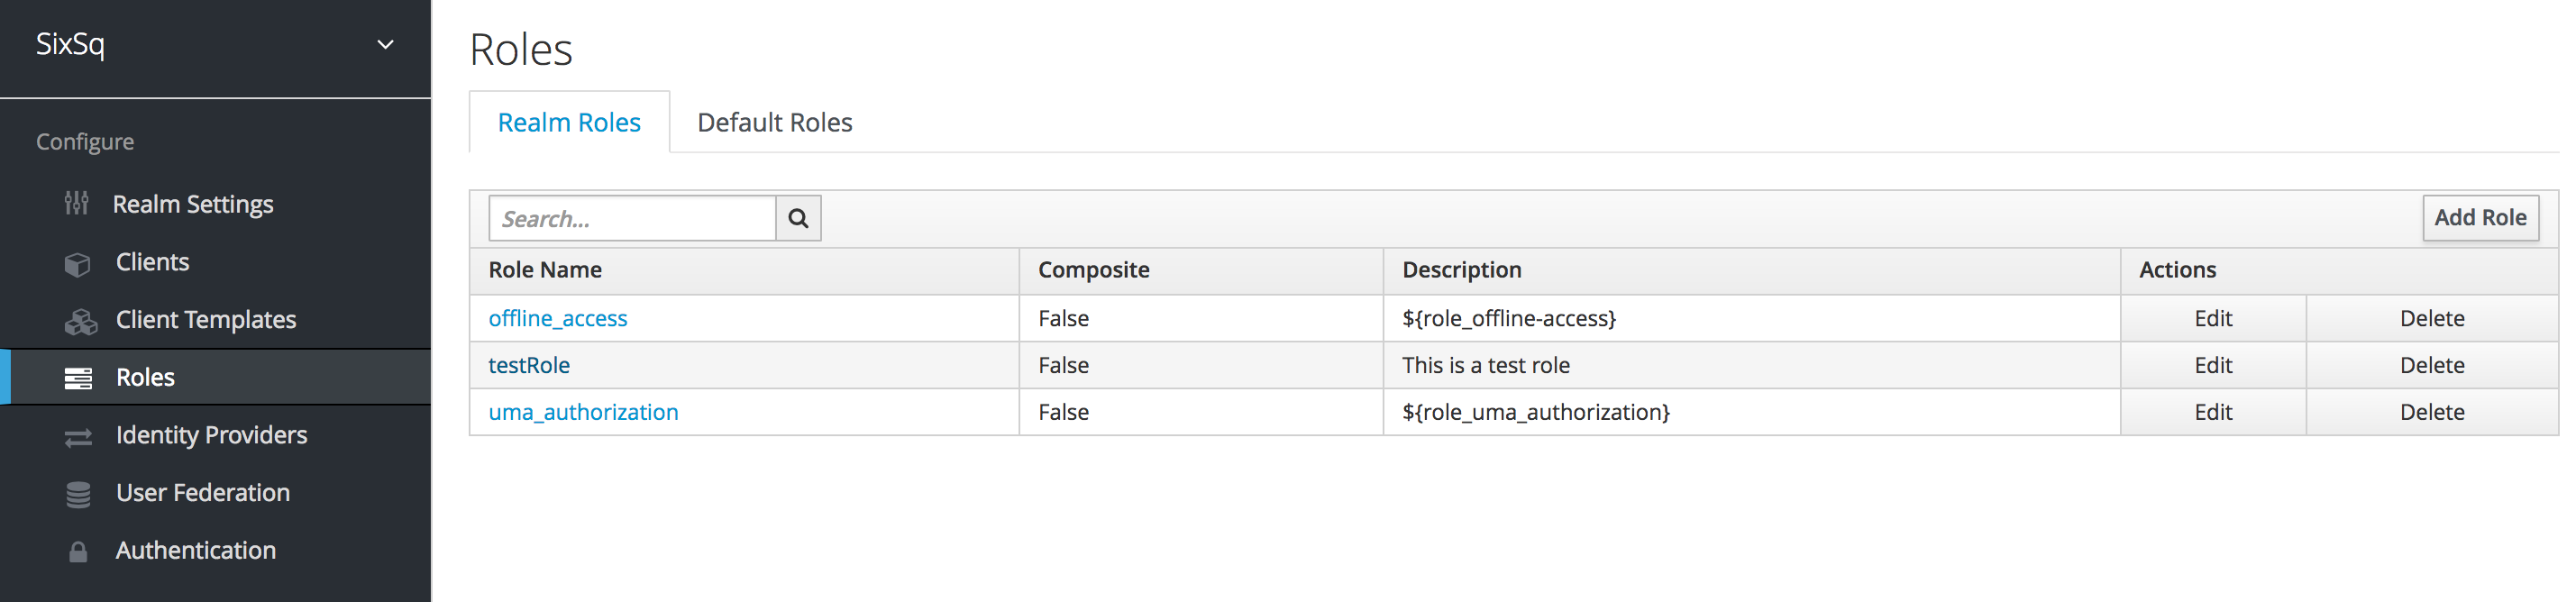 SixSq
Configure
Realm Settings
Clients
Client Templates
Roles
Identity Providers
User Federation
Authentication
Roles
Realm Roles Default Roles
Search... Add Role
Role Name Composite Description Actions
offline_access False ${role_offline-access} Edit Delete
testRole False This is a test role Edit Delete
uma_authorization False ${role_uma_authorization} Edit Delete